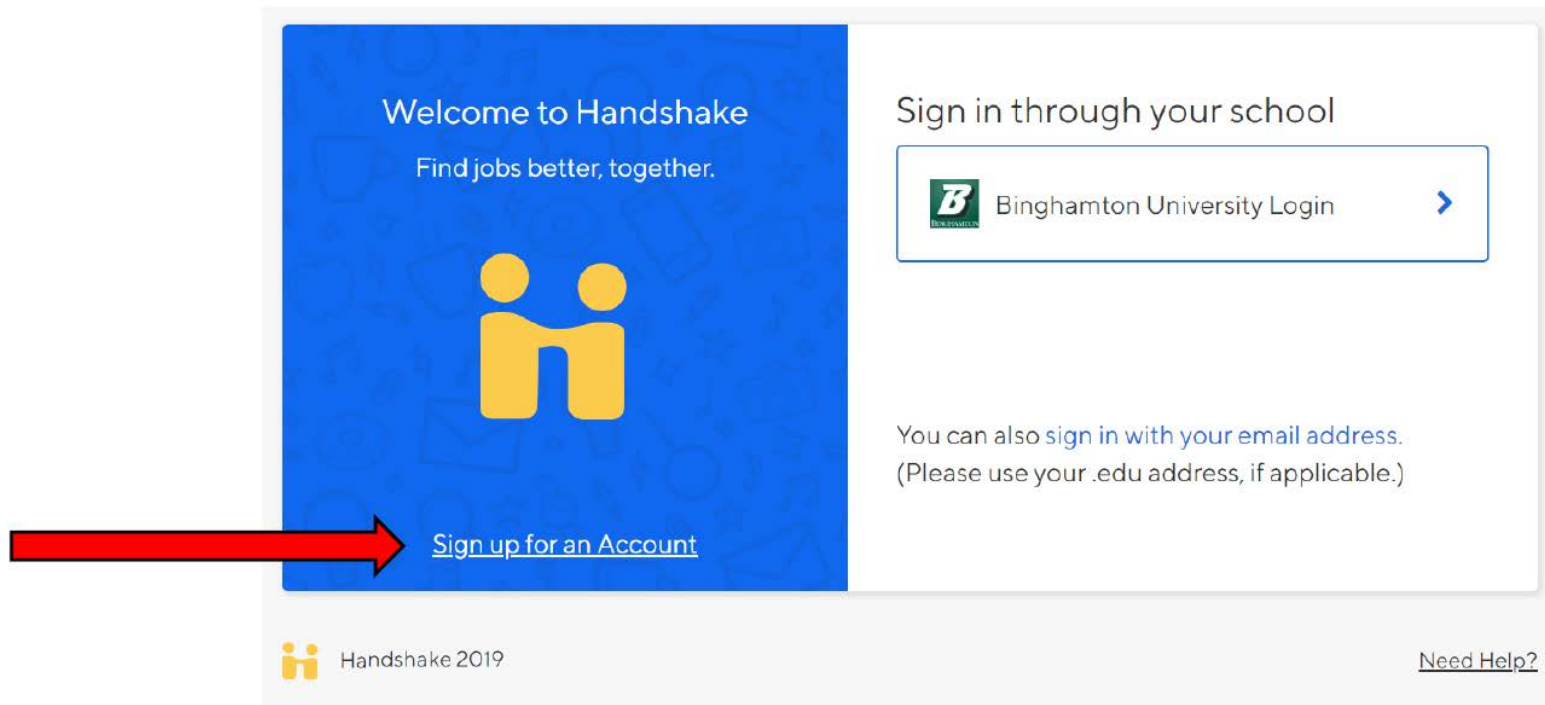 Welcome to Handshake
Find jobs better, together.
Sign up for an Account
Sign in through your school
B
BINGHAMTON
Binghamton University Login
You can also sign in with your email address.
(Please use your .edu address, if applicable.)
Handshake 2019
Need Help?